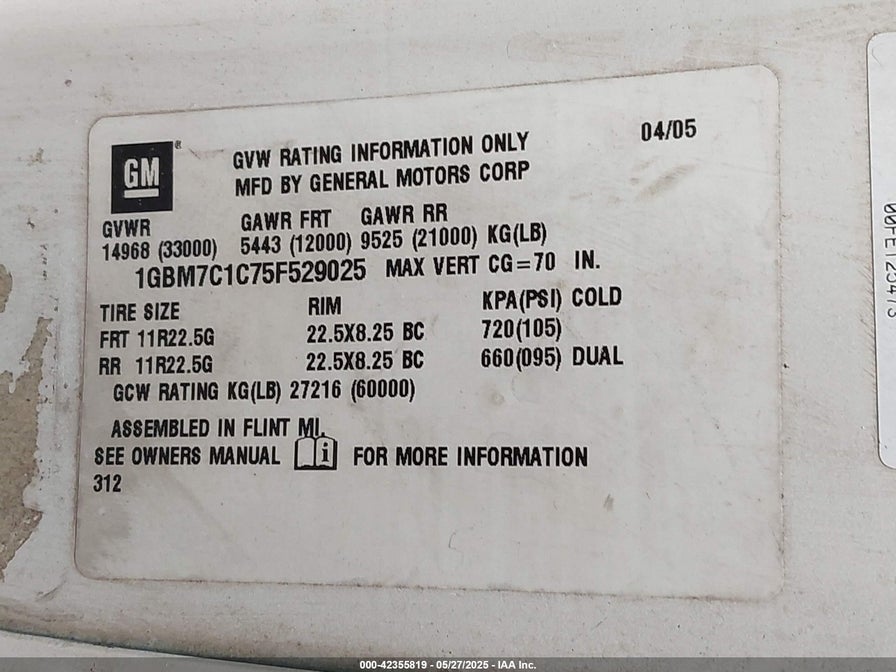 04/05
GM®
GVW RATING INFORMATION ONLY
MFD BY GENERAL MOTORS CORP
GVWR GAWR FRT GAWR RR
14968 (33000) 5443 (12000) 9525 (21000) KG(LB)
1GBM7C1C75F529025 MAX VERT CG=70 IN.
TIRE SIZE RIM KPA(PSI) COLD
FRT 11R22.5G 22.5X8.25 BC 720(105)
RR 11R22.5G 22.5X8.25 BC 660(095) DUAL
GCW RATING KG(LB) 27216 (60000)
ASSEMBLED IN FLINT MI.
SEE OWNERS MANUAL i FOR MORE INFORMATION
312
000-42355819 - 05/27/2025 - IAA Inc.